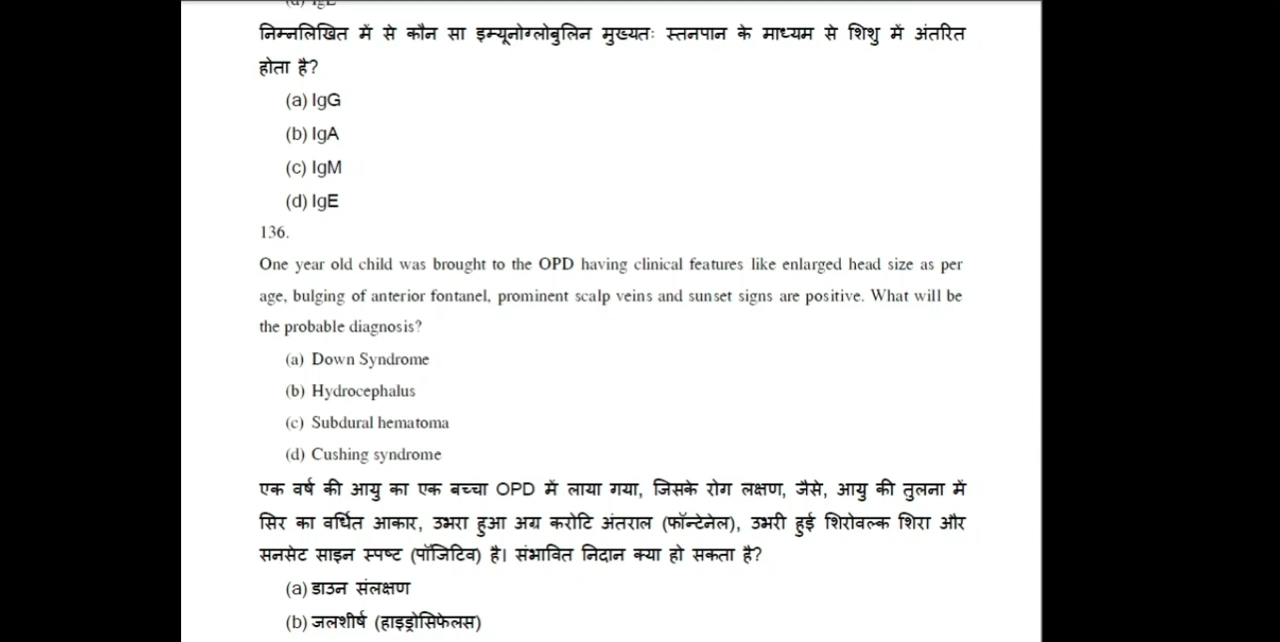 निम्नलिखित में से कौन सा इम्यूनोग्लोबुलिन मुख्यतः स्तनपान के माध्यम से शिशु में अंतरित
होता है?
(a) IgG
(b) IgA
(c) IgM
(d) IgE
136.
One year old child was brought to the OPD having clinical features like enlarged head size as per
age, bulging of anterior fontanel, prominent scalp veins and sunset signs are positive. What will be
the probable diagnosis?
(a) Down Syndrome
(b) Hydrocephalus
(c) Subdural hematoma
(d) Cushing syndrome
एक वर्ष की आयु का एक बच्चा OPD में लाया गया, जिसके रोग लक्षण, जैसे, आयु की तुलना में
सिर का वर्धित आकार, उभरा हुआ अग्र करोटि अंतराल (फॉन्टेनेल), उभरी हुई शिरोवल्क शिरा और
सनसेट साइन स्पष्ट (पॉजिटिव) है। संभावित निदान क्या हो सकता है?
(a) डाउन संलक्षण
(b) जलशीर्ष (हाइड्रोसिफेलस)